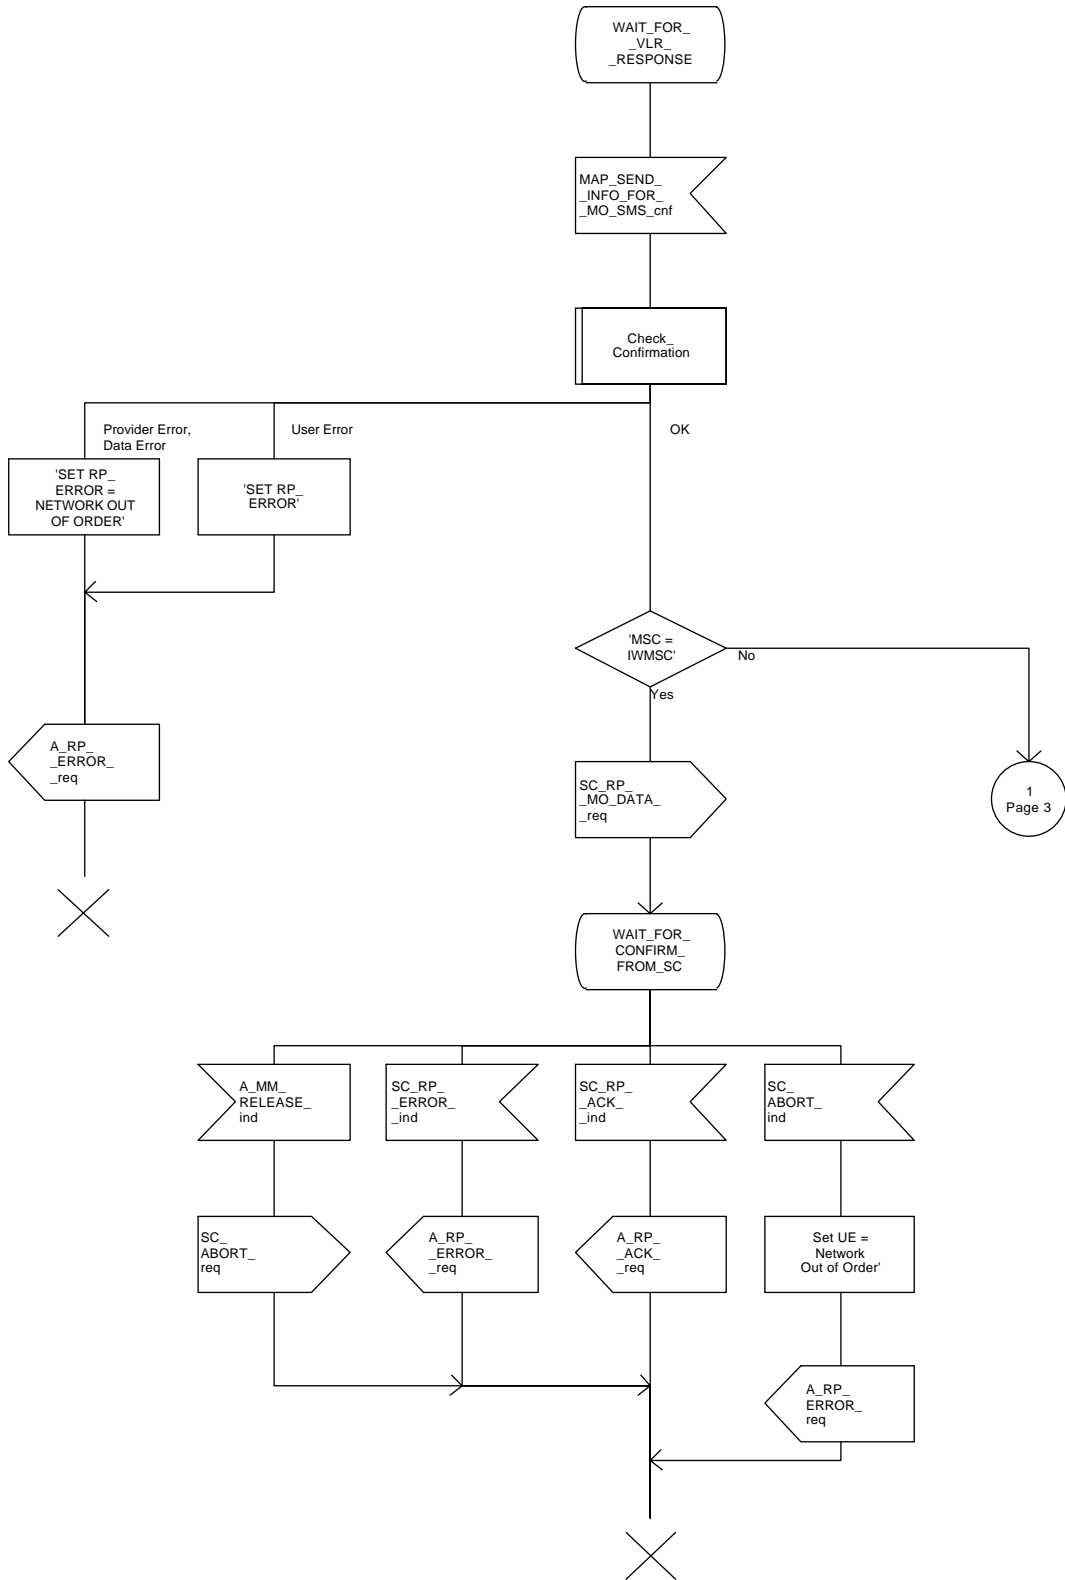 WAIT_FOR_
_VLR_
_RESPONSE
MAP_SEND_
_INFO_FOR_
_MO_SMS_cnf
Check_
Confirmation
Provider Error,
Data Error
User Error
OK
'SET RP_
ERROR =
NETWORK OUT
OF ORDER'
'SET RP_
ERROR'
'MSC =
IWMSC'
No
Yes
A_RP_
_ERROR_
_req
SC_RP_
_MO_DATA_
_req
1
Page 3
WAIT_FOR_
CONFIRM_
FROM_SC
A_MM_
RELEASE_
ind
SC_RP_
_ERROR_
_ind
SC_RP_
_ACK_
_ind
SC_
ABORT_
ind
SC_
ABORT_
req
A_RP_
_ERROR_
_req
A_RP_
_ACK_
_req
Set UE =
Network
Out of Order'
A_RP_
ERROR_
req